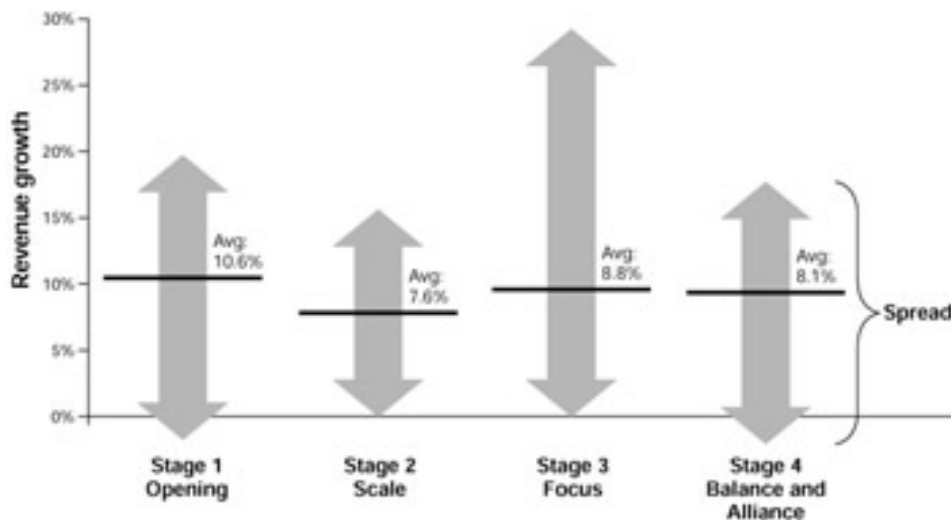 Revenue growth
30%
25%
20%
15%
10%
5%
0%
Avg:
10.6%
Avg:
7.6%
Avg:
8.8%
Avg:
8.1%
Spread
Stage 1
Opening
Stage 2
Scale
Stage 3
Focus
Stage 4
Balance and
Alliance